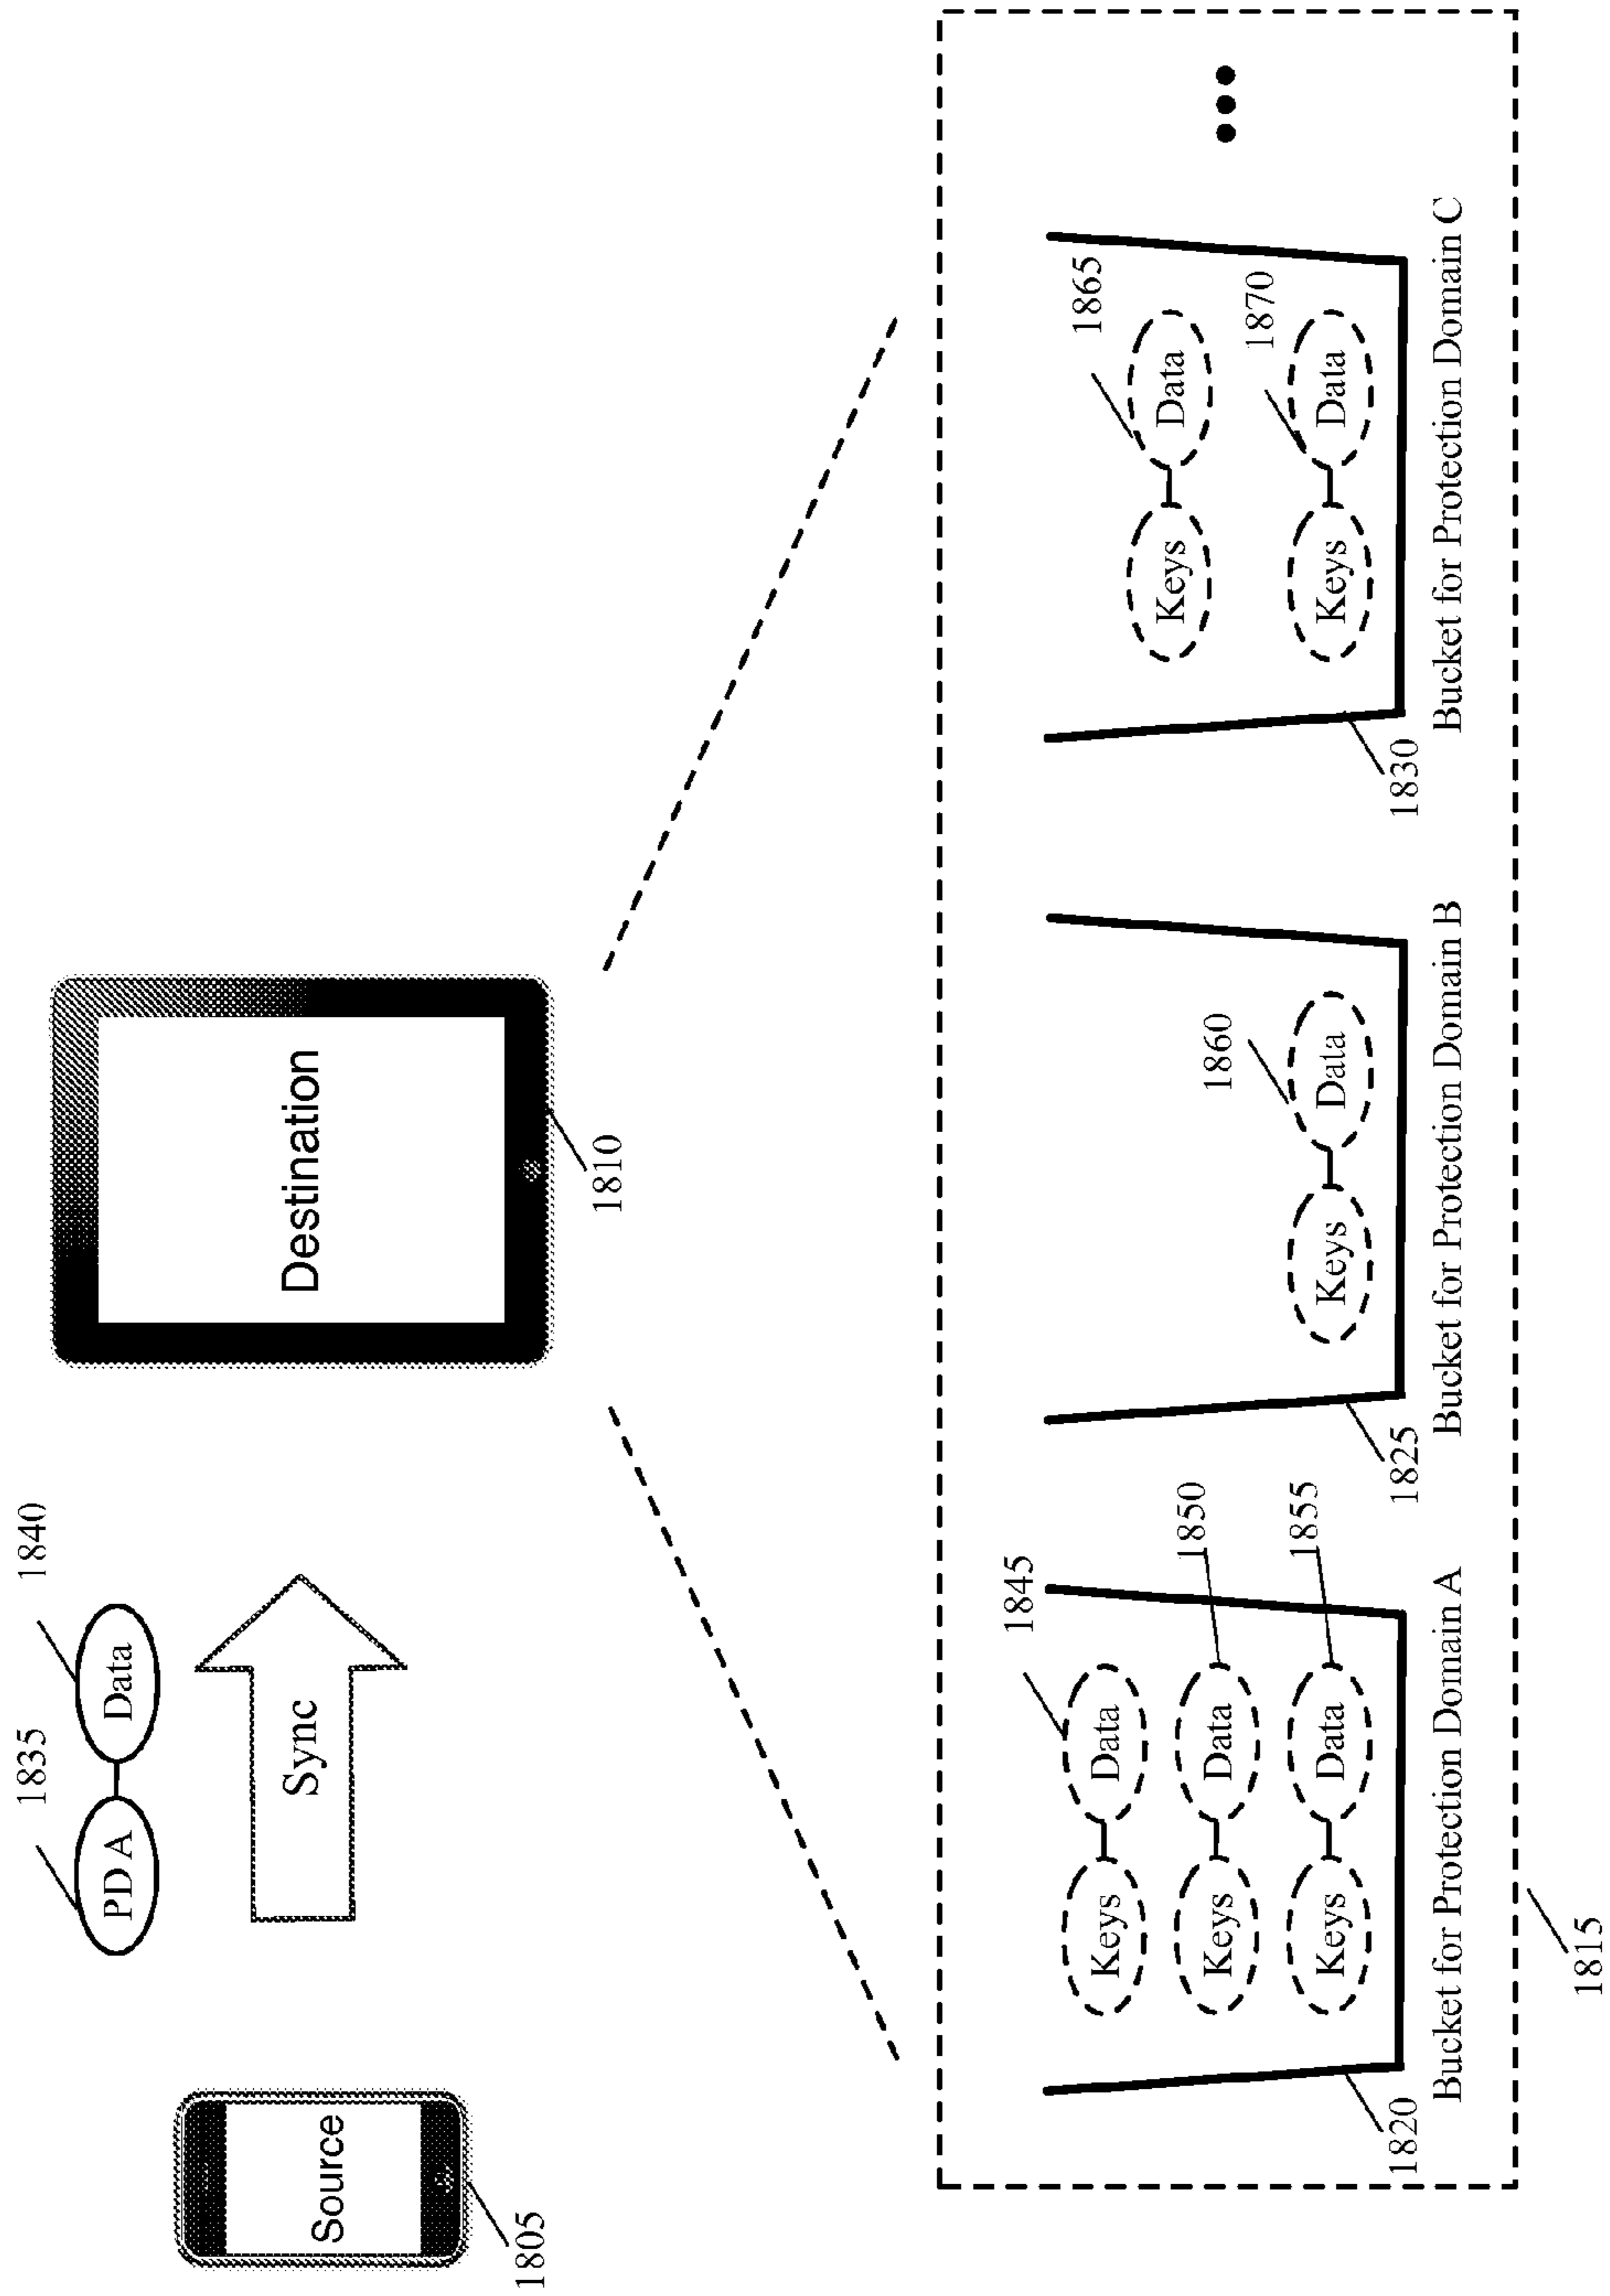 1835
1840
PD A
Data
Source
Sync
Destination
1805
1810
1845
1865
Keys
Data
Keys
Data
1850
1860
1870
Keys
Data
1855
Keys
Data
Keys
Data
Keys
Data
1820
1825
1830
Bucket for Protection Domain A
Bucket for Protection Domain B
Bucket for Protection Domain C
1815